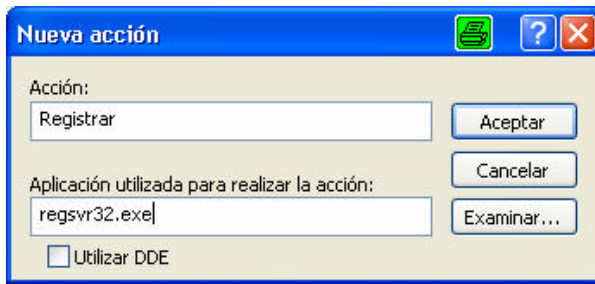 Nueva acción
?
Acción:
Registrar
Aceptar
Cancelar
Aplicación utilizada para realizar la acción:
regsvr32.exe
Examinar...
Utilizar DDE